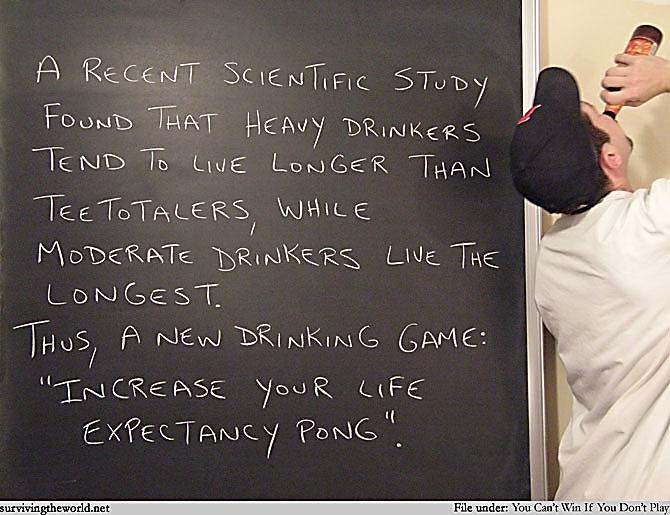 A RECENT SCIENTIFIC STUDY
FOUND THAT HEAVY DRINKERS
TEND TO LIVE LONGER THAN
TEETOTALERS, WHILE
MODERATE DRINKERS LIVE THE
LONGEST.
THUS, A NEW DRINKING GAME:
"INCREASE YOUR LIFE
EXPECTANCY PONG".
survivingtheworld.net
File under: You Can't Win If You Don't Play